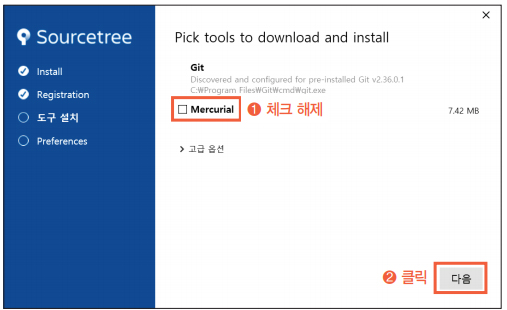 Sourcetree
Install
Registration
도구 설치
Preferences
×
Pick tools to download and install
Git
Discovered and configured for pre-installed Git v2.36.0.1
C:₩Program Files₩Git₩cmd₩git.exe
Mercurial ❶ 체크 해제 7.42 MB
> 고급 옵션
❷ 클릭 다음